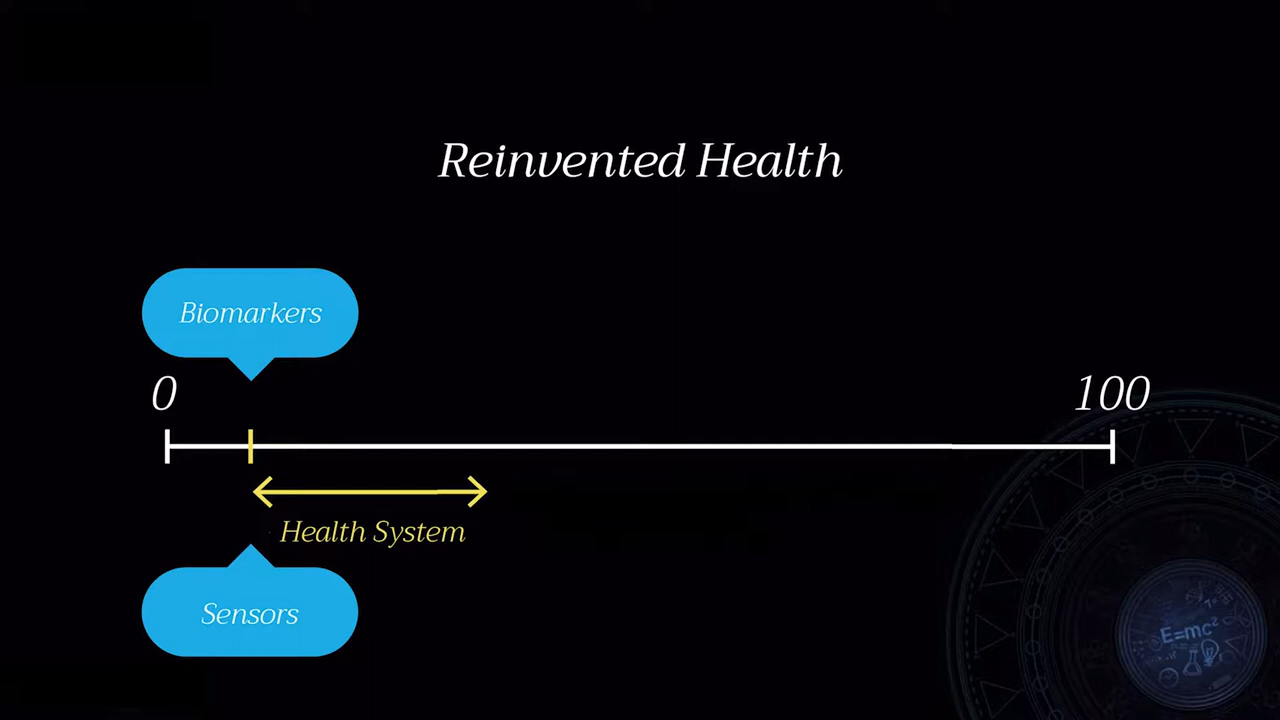 Reinvented Health
Biomarkers
0
100
Health System
Sensors
E=mc²